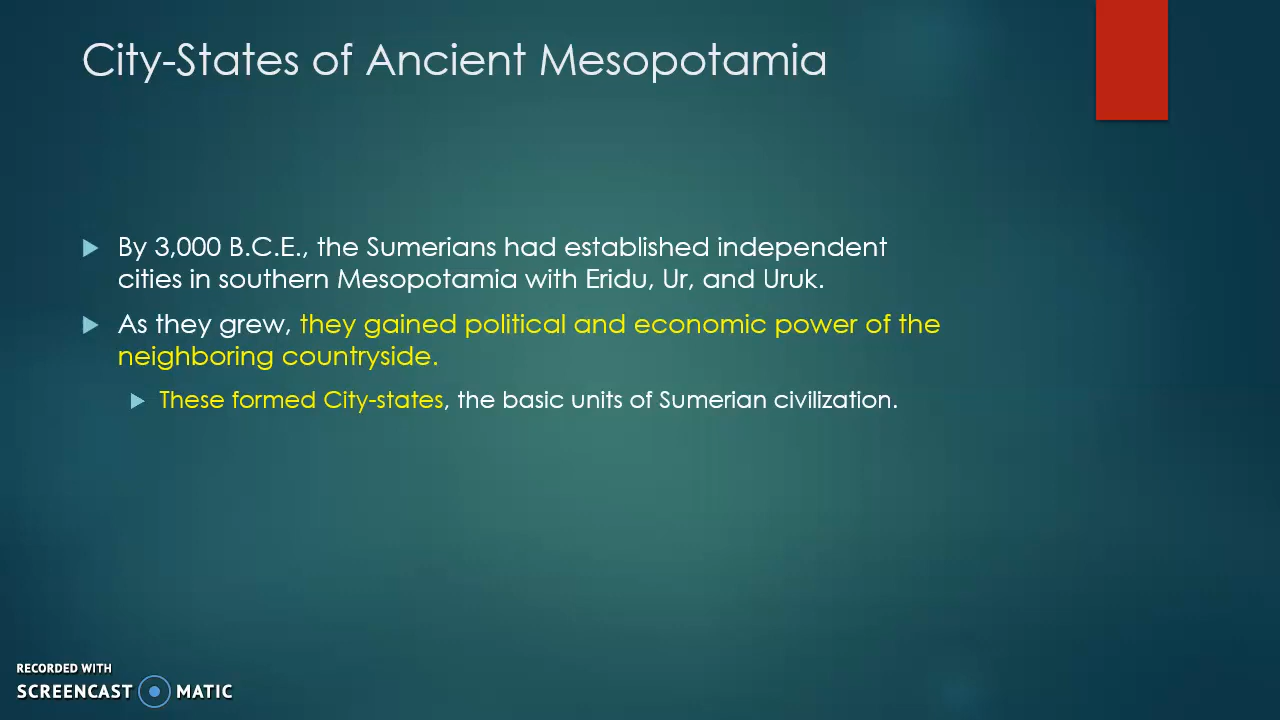 City-States of Ancient Mesopotamia
By 3,000 B.C.E., the Sumerians had established independent
cities in southern Mesopotamia with Eridu, Ur, and Uruk.
As they grew, they gained political and economic power of the
neighboring countryside.
These formed City-states, the basic units of Sumerian civilization.
RECORDED WITH
SCREENCAST MATIC